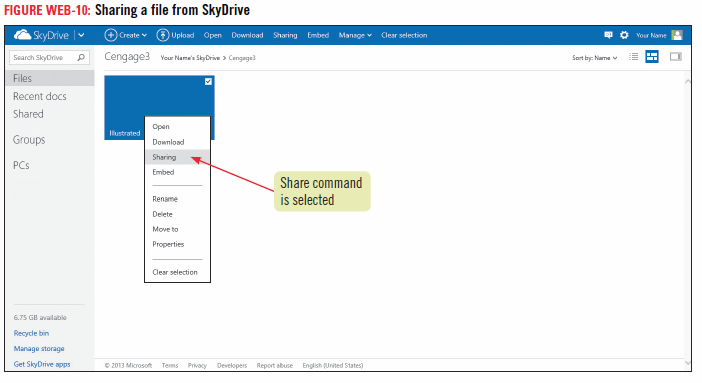 FIGURE WEB-10: Sharing a file from SkyDrive
SkyDrive Create Upload Open Download Sharing Embed Manage Clear selection Your Name
Search SkyDrive Cengage3 Your Name's SkyDrive > Cengage3 Sort by: Name
Files
Recent docs
Shared
Groups
PCs
Illustrated
Open
Download
Sharing
Embed
Rename
Delete
Move to
Properties
Clear selection
Share command
is selected
6.75 GB available
Recycle bin
Manage storage
Get SkyDrive apps
© 2013 Microsoft Terms Privacy Developers Report abuse English (United States)